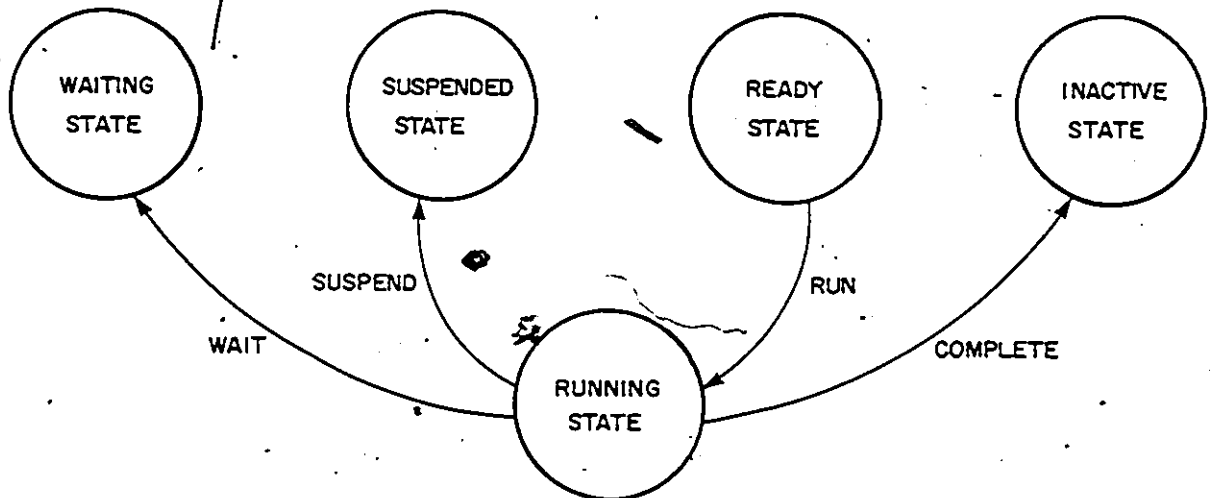 WAITING
STATE
SUSPENDED
STATE
READY
STATE
INACTIVE
STATE
SUSPEND
RUN
WAIT
COMPLETE
RUNNING
STATE